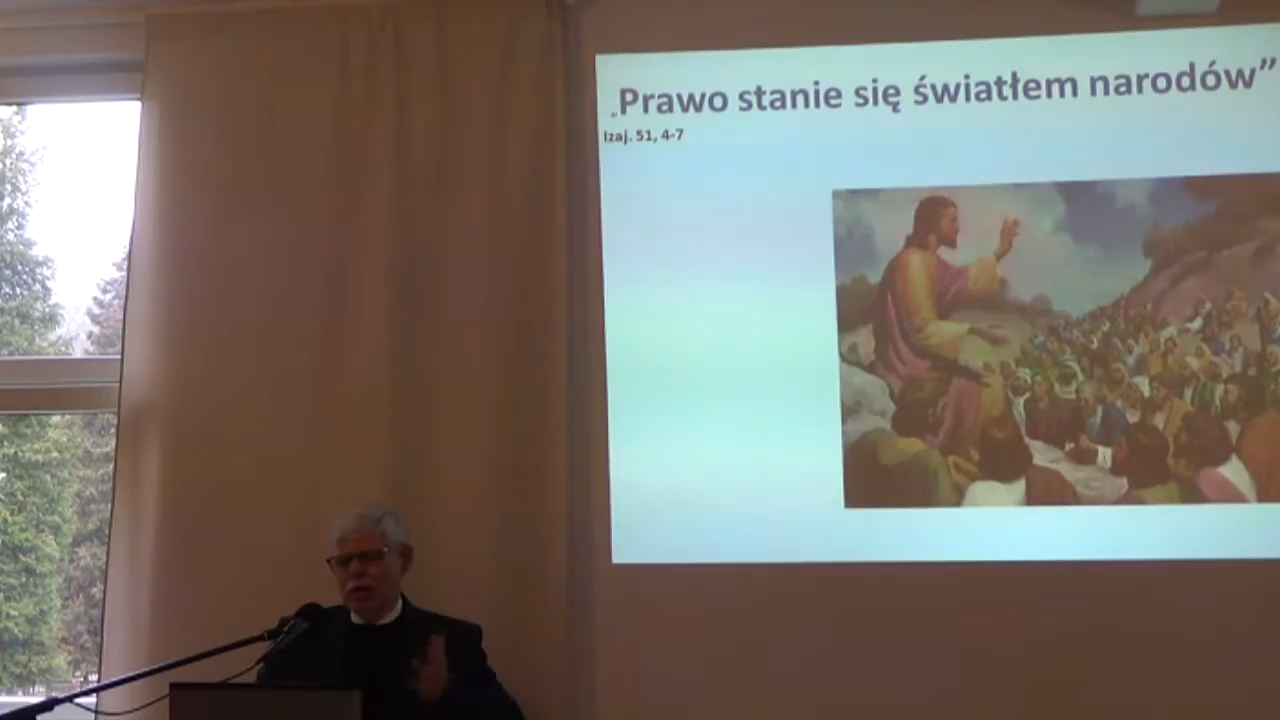 „Prawo stanie się światłem narodów”
Izaj. 51, 4-7